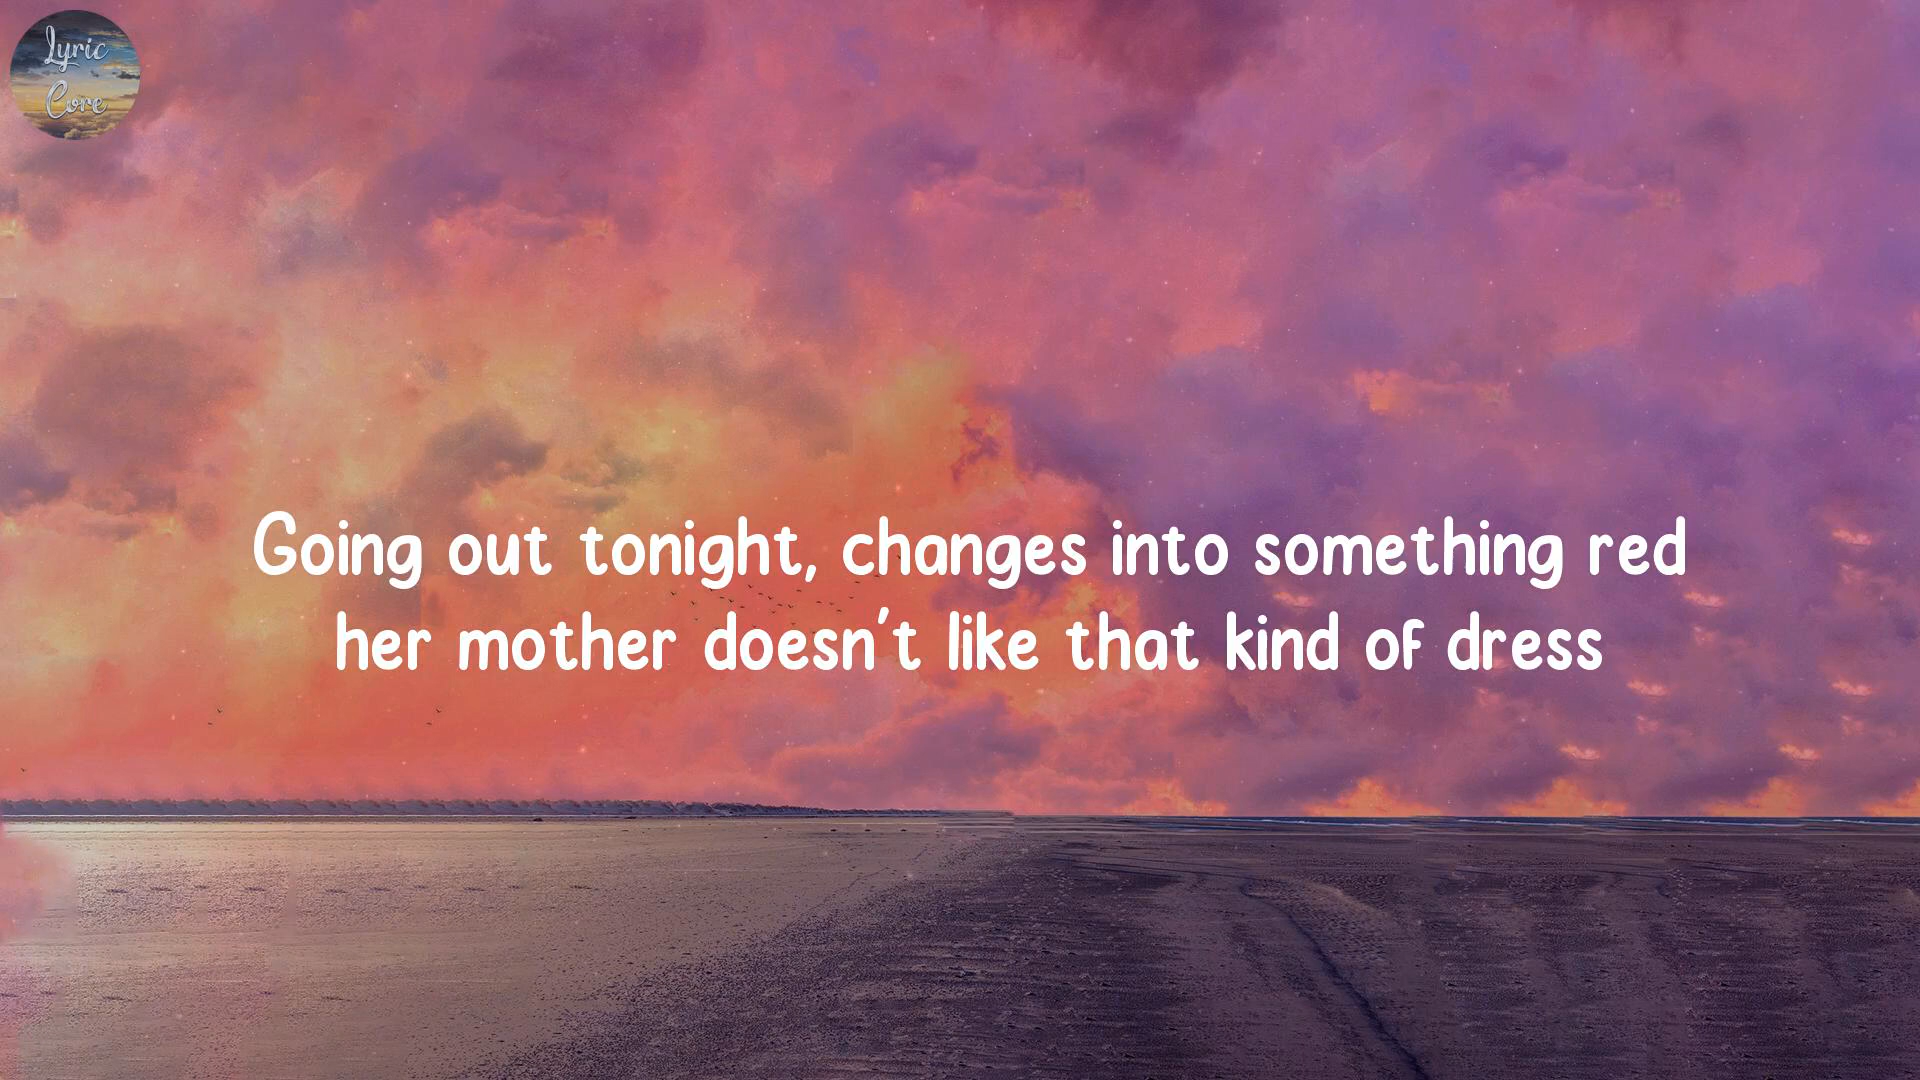 Lyric
Core
Going out tonight, changes into something red
her mother doesn't like that kind of dress